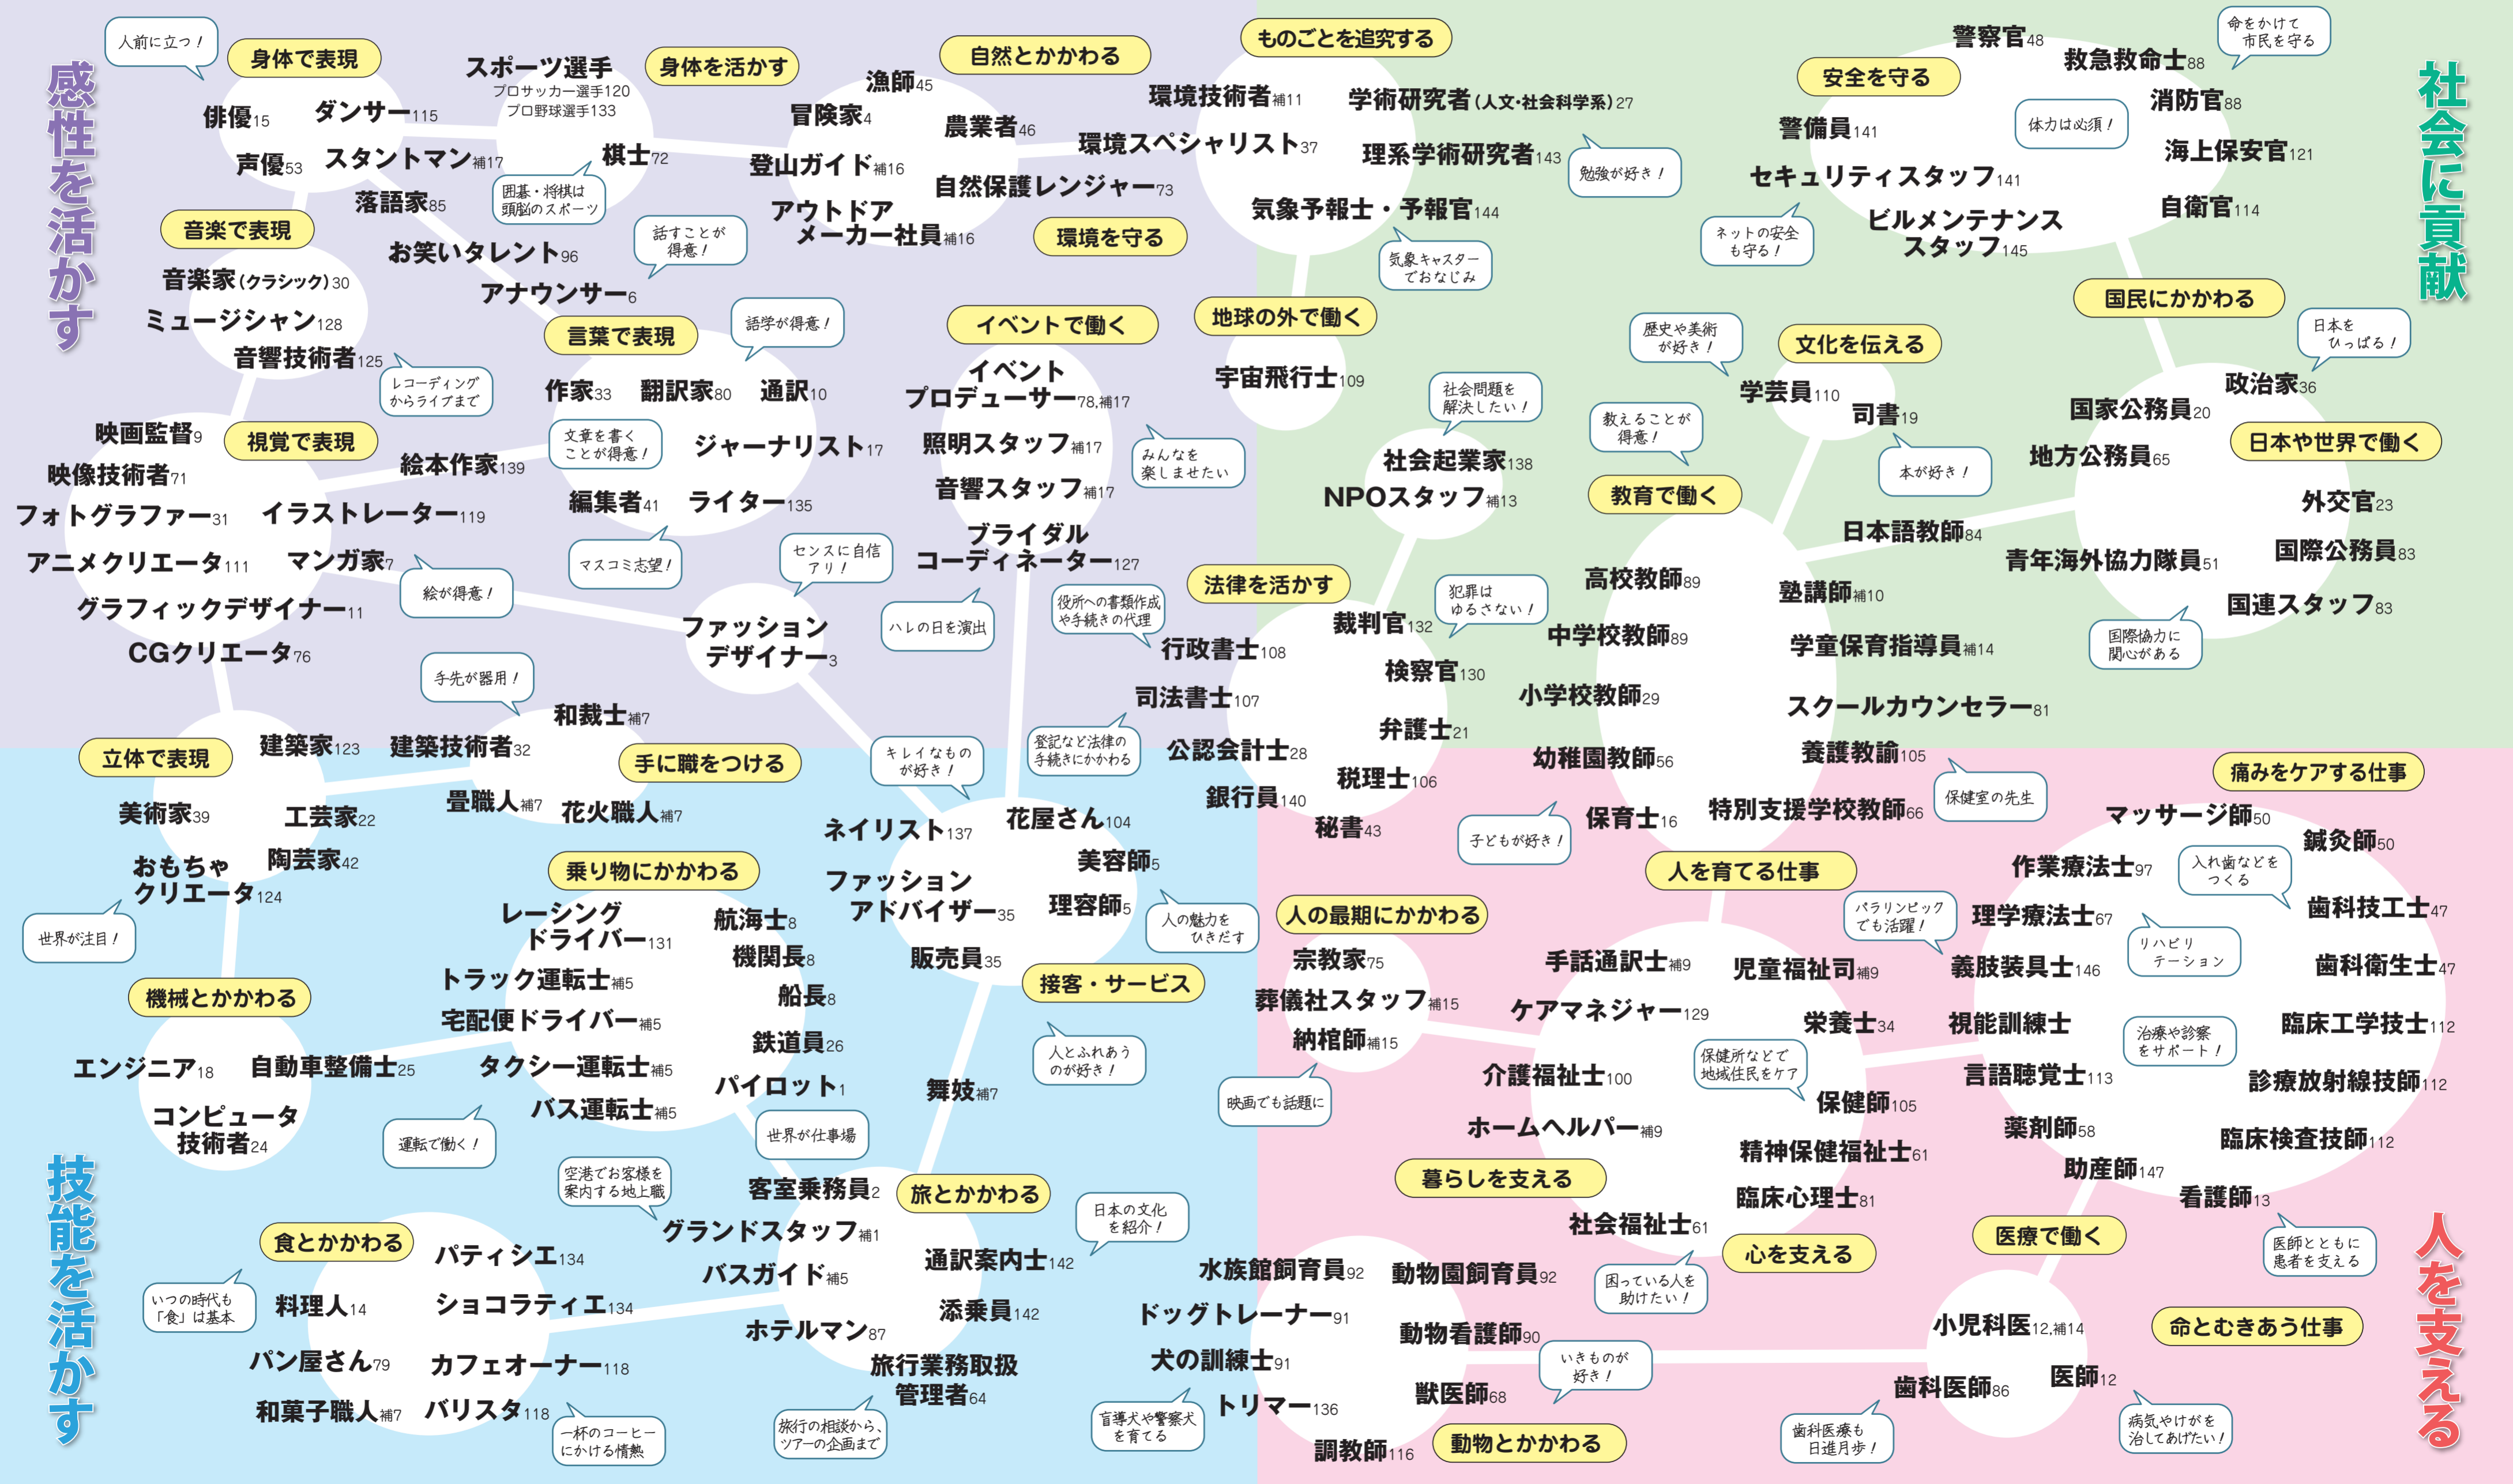 感性を活かす
人前に立つ！
身体で表現
俳優15
ダンサー115
声優53
スタントマン補17
落語家85
お笑いタレント96
アナウンサー6
話すことが
得意！
スポーツ選手
プロサッカー選手120
プロ野球選手133
棋士72
囲碁・将棋は
頭脳のスポーツ
身体を活かす
自然とかかわる
漁師45
冒険家4
農業者46
登山ガイド補16
自然保護レンジャー73
アウトドア
メーカー社員補16
環境技術者補11
環境スペシャリスト37
環境を守る
音楽で表現
音楽家（クラシック）30
ミュージシャン128
音響技術者125
レコーディング
からライブまで
言葉で表現
語学が得意！
作家33
翻訳家80
通訳10
文章を書く
ことが得意！
ジャーナリスト17
編集者41
ライター135
マスコミ志望！
イベントで働く
イベント
プロデューサー78,補17
照明スタッフ補17
音響スタッフ補17
ブライダル
コーディネーター127
みんなを
楽しませたい
ハレの日を演出
視覚で表現
映画監督9
映像技術者71
絵本作家139
フォトグラファー31
イラストレーター119
アニメクリエータ111
マンガ家7
グラフィックデザイナー11
CGクリエータ76
絵が得意！
センスに自信
アリ！
ファッション
デザイナー3
社会に貢献
ものごとを追究する
学術研究者（人文・社会科学系）27
理系学術研究者143
勉強が好き！
気象予報士・予報官144
気象キャスター
でおなじみ
地球の外で働く
宇宙飛行士109
社会問題を
解決したい！
社会起業家138
NPOスタッフ補13
安全を守る
警察官48
救急救命士88
命をかけて
市民を守る
消防官88
体力は必須！
警備員141
海上保安官121
セキュリティスタッフ141
自衛官114
ビルメンテナンス
スタッフ145
ネットの安全
も守る！
国民にかかわる
日本を
ひっぱる！
政治家36
国家公務員20
地方公務員65
日本や世界で働く
外交官23
国際公務員83
青年海外協力隊員51
国連スタッフ83
国際協力に
関心がある
文化を伝える
歴史や美術
が好き！
学芸員110
司書19
本が好き！
教育で働く
教えることが
得意！
日本語教師84
高校教師89
塾講師補10
中学校教師89
学童保育指導員補14
小学校教師29
スクールカウンセラー81
幼稚園教師56
養護教諭105
保健室の先生
保育士16
特別支援学校教師66
子どもが好き！
人を育てる仕事
法律を活かす
役所への書類作成
や手続きの代理
犯罪は
ゆるさない！
裁判官132
行政書士108
検察官130
司法書士107
弁護士21
登記など法律の
手続きにかかわる
公認会計士28
税理士106
銀行員140
秘書43
技能を活かす
立体で表現
建築家123
美術家39
工芸家22
おもちゃ
クリエータ124
陶芸家42
世界が注目！
手先が器用！
和裁士補7
建築技術者32
手に職をつける
畳職人補7
花火職人補7
機械とかかわる
エンジニア18
自動車整備士25
コンピュータ
技術者24
乗り物にかかわる
レーシング
ドライバー131
航海士8
機関長8
トラック運転士補5
船長8
宅配便ドライバー補5
鉄道員26
タクシー運転士補5
パイロット1
バス運転士補5
運転で働く！
世界が仕事場
キレイなもの
が好き！
ネイリスト137
花屋さん104
美容師5
ファッション
アドバイザー35
理容師5
人の魅力を
ひきだす
販売員35
接客・サービス
人とふれあう
のが好き！
舞妓補7
旅とかかわる
空港でお客様を
案内する地上職
客室乗務員2
グランドスタッフ補1
日本の文化
を紹介！
通訳案内士142
バスガイド補5
添乗員142
ホテルマン87
旅行業務取扱
管理者64
旅行の相談から、
ツアーの企画まで
食とかかわる
いつの時代も
「食」は基本
パティシエ134
料理人14
ショコラティエ134
パン屋さん79
カフェオーナー118
和菓子職人補7
バリスタ118
一杯のコーヒー
にかける情熱
人を支える
人の最期にかかわる
宗教家75
葬儀社スタッフ補15
納棺師補15
映画でも話題に
手話通訳士補9
児童福祉司補9
ケアマネジャー129
栄養士34
保健所などで
地域住民をケア
介護福祉士100
保健師105
ホームヘルパー補9
精神保健福祉士61
暮らしを支える
臨床心理士81
社会福祉士61
心を支える
困っている人を
助けたい！
痛みをケアする仕事
マッサージ師50
鍼灸師50
作業療法士97
入れ歯などを
つくる
パラリンピック
でも活躍！
理学療法士67
歯科技工士47
リハビリ
テーション
義肢装具士146
歯科衛生士47
視能訓練士
治療や診察
をサポート！
臨床工学技士112
言語聴覚士113
診療放射線技師112
薬剤師58
臨床検査技師112
助産師147
看護師13
医療で働く
医師とともに
患者を支える
小児科医12,補14
命とむきあう仕事
歯科医師86
医師12
歯科医療も
日進月歩！
病気やけがを
治してあげたい！
水族館飼育員92
動物園飼育員92
ドッグトレーナー91
動物看護師90
犬の訓練士91
いきものが
好き！
獣医師68
トリマー136
盲導犬や警察犬
を育てる
調教師116
動物とかかわる